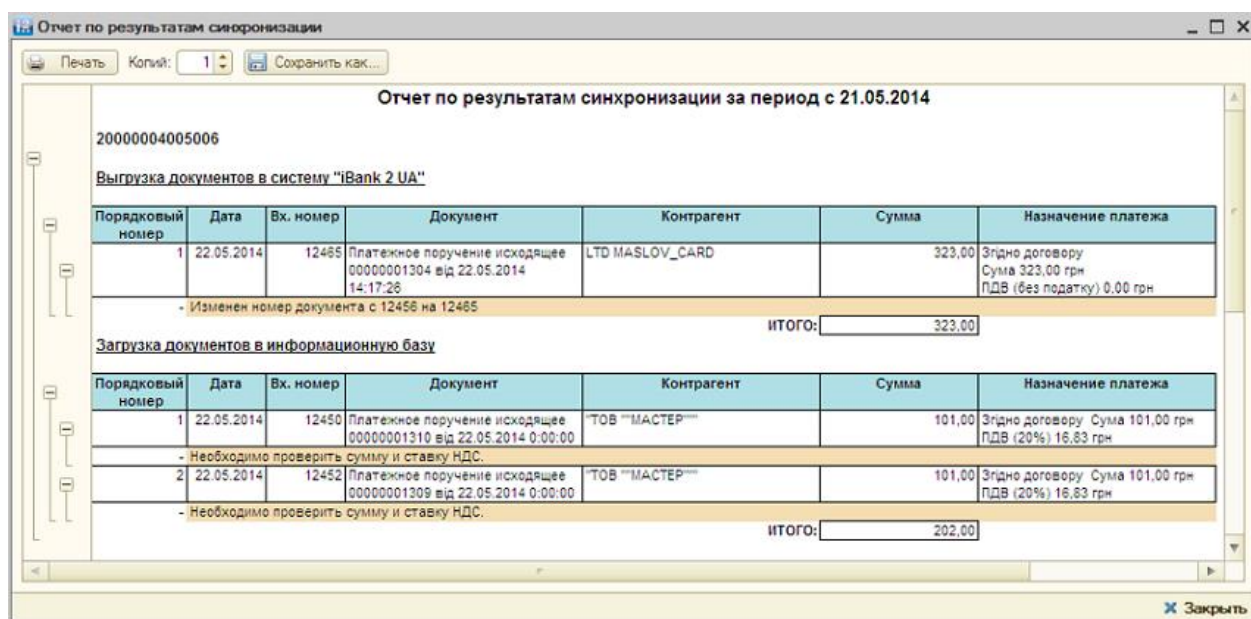 Отчет по результатам синхронизации
Печать Копий: 1 Сохранить как...
Отчет по результатам синхронизации за период с 21.05.2014
20000004005006
Выгрузка документов в систему "iBank 2 UA"
Порядковый номер Дата Вх. номер Документ Контрагент Сумма Назначение платежа
1 22.05.2014 12465 Платежное поручение исходящее LTD MASLOV_CARD 323,00 Згідно договору
00000001304 від 22.05.2014 Сума 323,00 грн
14:17:26 ПДВ (без податку) 0.00 грн
- Изменен номер документа с 12456 на 12465
ИТОГО: 323,00
Загрузка документов в информационную базу
Порядковый номер Дата Вх. номер Документ Контрагент Сумма Назначение платежа
1 22.05.2014 12450 Платежное поручение исходящее "ТОВ ""МАСТЕР""" 101,00 Згідно договору Сума 101,00 грн
00000001310 від 22.05.2014 0:00:00 ПДВ (20%) 16,83 грн
- Необходимо проверить сумму и ставку НДС.
2 22.05.2014 12452 Платежное поручение исходящее "ТОВ ""МАСТЕР""" 101,00 Згідно договору Сума 101,00 грн
00000001309 від 22.05.2014 0:00:00 ПДВ (20%) 16,83 грн
- Необходимо проверить сумму и ставку НДС.
ИТОГО: 202,00
Закрыть